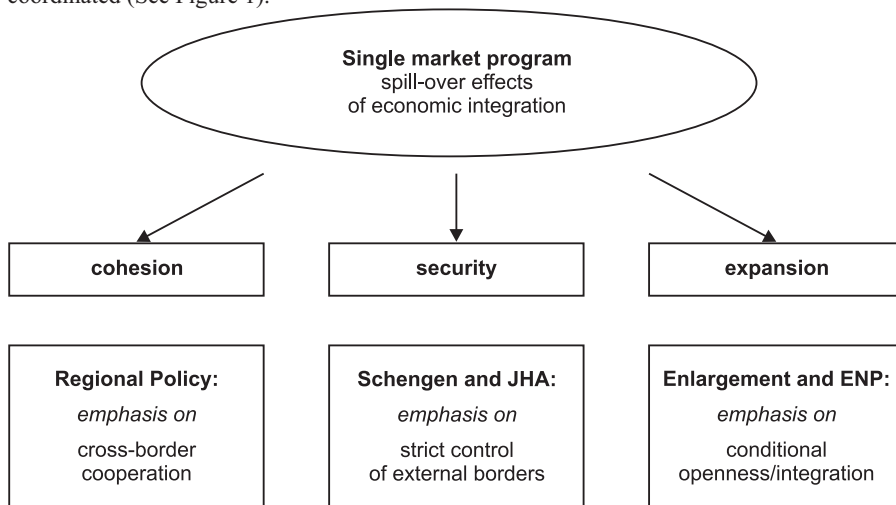 coordinated (See Figure 1).
Single market program
spill-over effects
of economic integration
cohesion
security
expansion
Regional Policy:
emphasis on
cross-border
cooperation
Schengen and JHA:
emphasis on
strict control
of external borders
Enlargement and ENP:
emphasis on
conditional
openness/integration